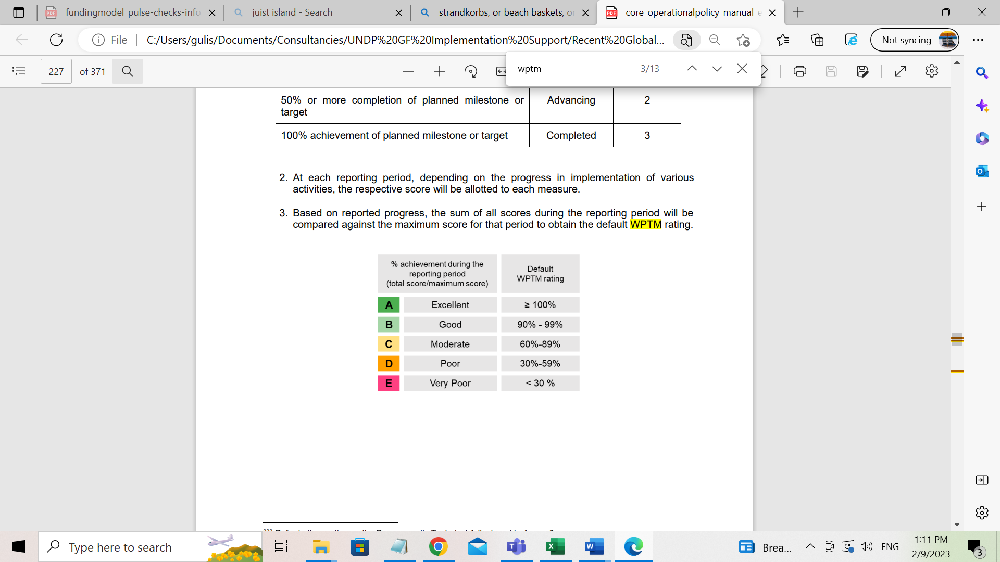 fundingmodel_pulse-checks-info
juist island - Search
strandkorbs, or beach baskets, or
core_operationalpolicy_manual_e
File
C:/Users/gulis/Documents/Consultancies/UNDP%20GF%20Implementation%20Support/Recent%20Global...
Not syncing
227 of 371
wptm 3/13
50% or more completion of planned milestone or target Advancing 2
100% achievement of planned milestone or target Completed 3
2. At each reporting period, depending on the progress in implementation of various
activities, the respective score will be allotted to each measure.
3. Based on reported progress, the sum of all scores during the reporting period will be
compared against the maximum score for that period to obtain the default WPTM rating.
% achievement during the
reporting period
(total score/maximum score)
Default
WPTM rating
A Excellent ≥ 100%
B Good 90% - 99%
C Moderate 60%-89%
D Poor 30%-59%
E Very Poor < 30 %
Type here to search
Brea...
ENG
1:11 PM
2/9/2023
3